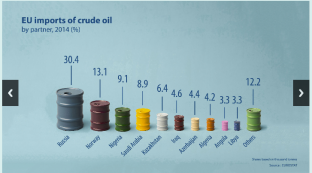 EU imports of crude oil
by partner, 2014 (%)
30.4
13.1
9.1
8.9
6.4
4.6
4.4
4.2
3.3
3.3
12.2
Russia
Norway
Nigeria
Saudi Arabia
Kazakhstan
Iraq
Azerbaijan
Algeria
Angola
Libya
Others